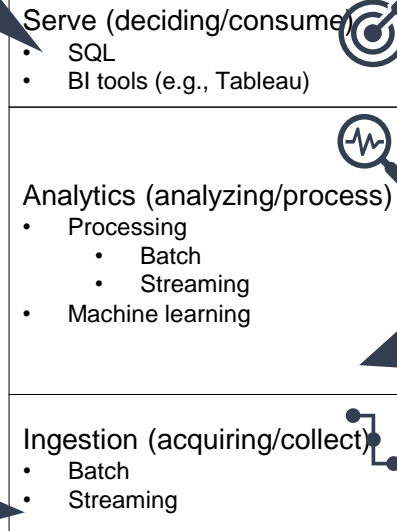 Serve (deciding/consume)
• SQL
• BI tools (e.g., Tableau)
Analytics (analyzing/process)
• Processing
• Batch
• Streaming
• Machine learning
Ingestion (acquiring/collect)
• Batch
• Streaming